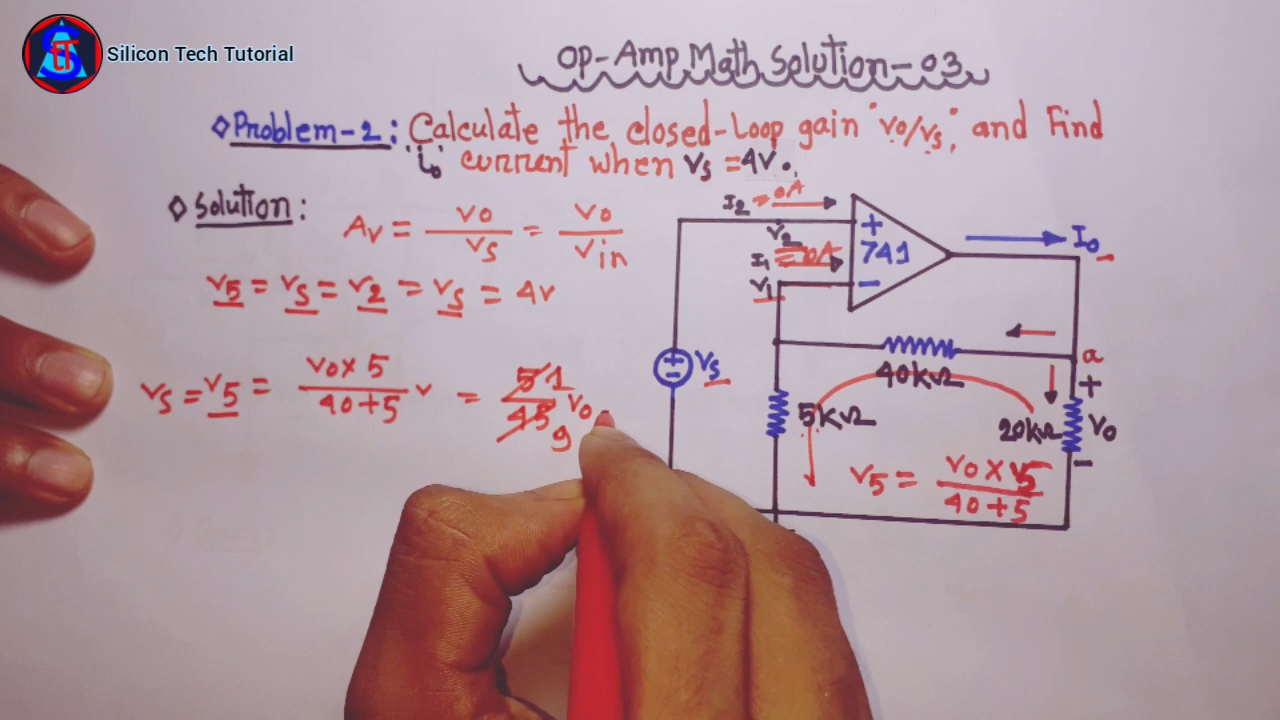 Silicon Tech Tutorial
Op-Amp Math Solution-03
Problem-2: Calculate the closed-Loop gain "vo/vs", and Find
Io current when vs = 4v.
Solution:
Av = vo/vs = vo/vin
v5 = vs = v2 = vs = 4v
vs = v5 = vo × 5/40+5 v = 5 1/45 9 vo
I2 = 0A
v2
I1 = 0A
v1
+
741
-
Io
a
40kΩ
+
-
vs
5kΩ
20kΩ
+
vo
-
v5 = vo × 5/40+5